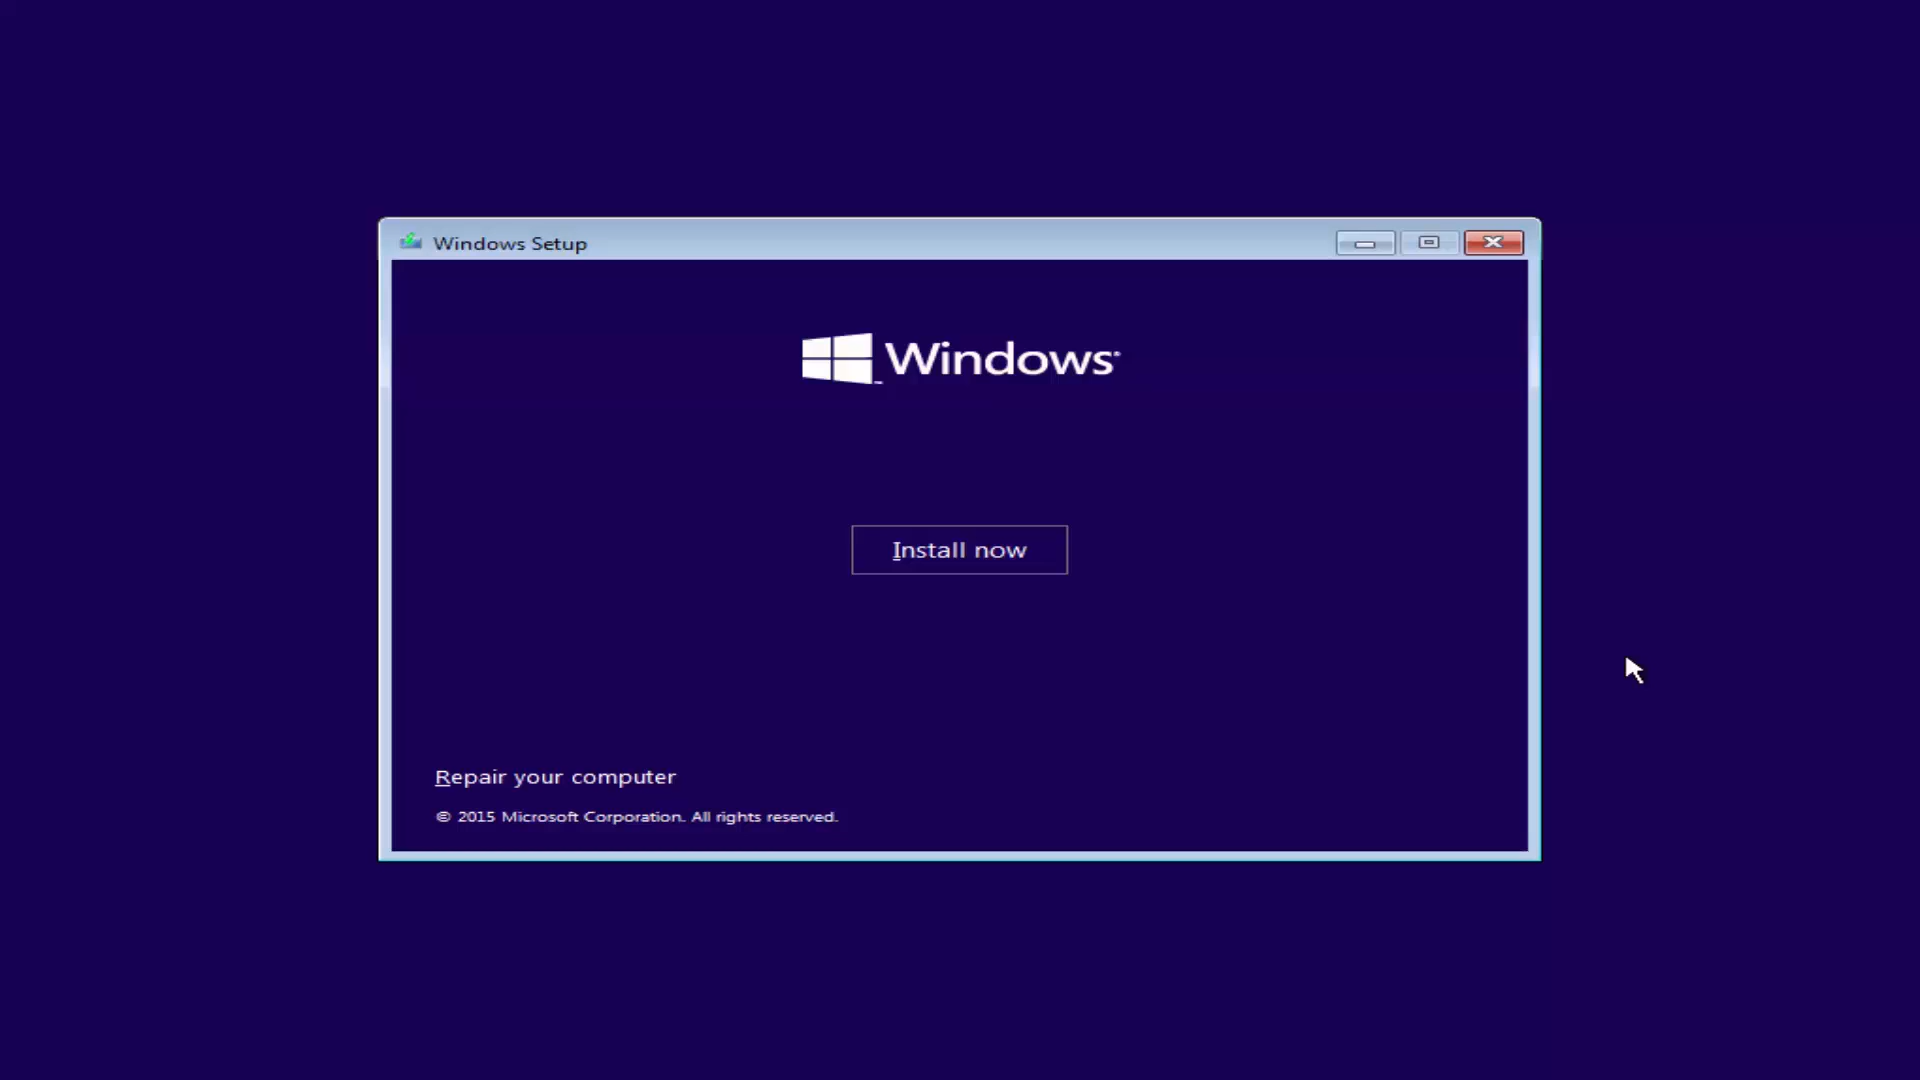 Windows Setup
Windows®
Install now
Repair your computer
© 2015 Microsoft Corporation. All rights reserved.